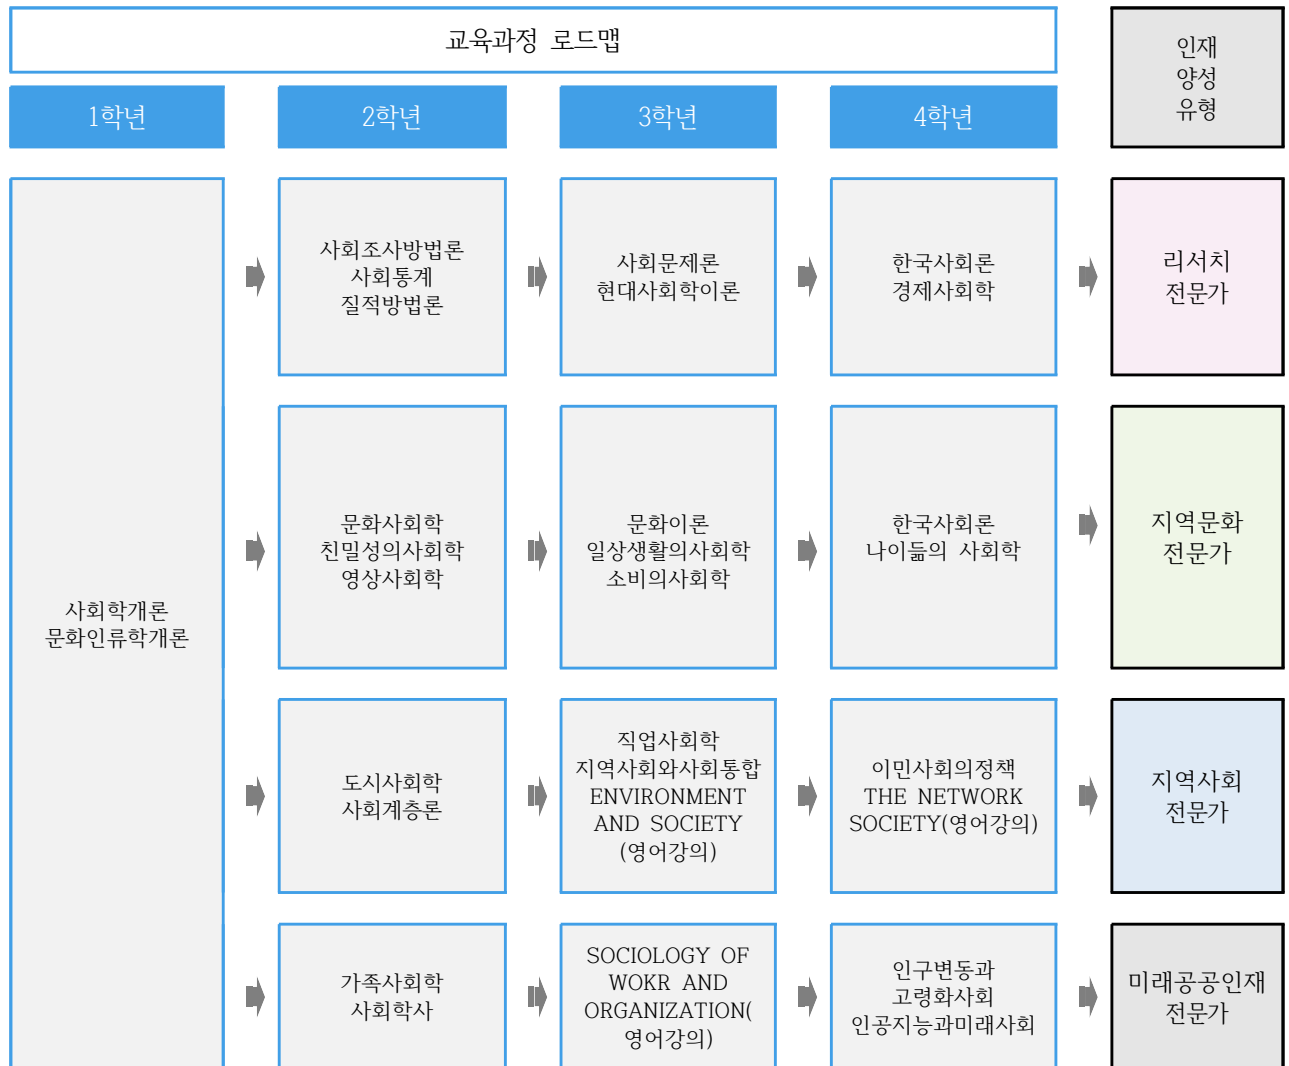 교육과정 로드맵
인재
양성
유형
1학년
2학년
3학년
4학년
사회학개론
문화인류학개론
사회조사방법론
사회통계
질적방법론
사회문제론
현대사회학이론
한국사회론
경제사회학
리서치
전문가
문화사회학
친밀성의사회학
영상사회학
문화이론
일상생활의사회학
소비의사회학
한국사회론
나이듦의 사회학
지역문화
전문가
도시사회학
사회계층론
직업사회학
지역사회와사회통합
ENVIRONMENT
AND SOCIETY
(영어강의)
이민사회의정책
THE NETWORK
SOCIETY(영어강의)
지역사회
전문가
가족사회학
사회학사
SOCIOLOGY OF
WOKR AND
ORGANIZATION(
영어강의)
인구변동과
고령화사회
인공지능과미래사회
미래공공인재
전문가